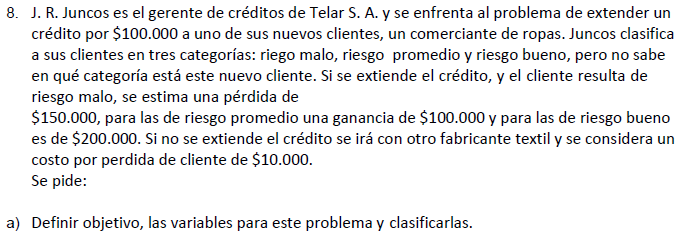 8. J. R. Juncos es el gerente de créditos de Telar S. A. y se enfrenta al problema de extender un
crédito por $100.000 a uno de sus nuevos clientes, un comerciante de ropas. Juncos clasifica
a sus clientes en tres categorías: riego malo, riesgo promedio y riesgo bueno, pero no sabe
en qué categoría está este nuevo cliente. Si se extiende el crédito, y el cliente resulta de
riesgo malo, se estima una pérdida de
$150.000, para las de riesgo promedio una ganancia de $100.000 y para las de riesgo bueno
es de $200.000. Si no se extiende el crédito se irá con otro fabricante textil y se considera un
costo por perdida de cliente de $10.000.
Se pide:
a) Definir objetivo, las variables para este problema y clasificarlas.